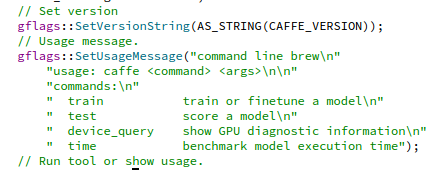 // Set version
gflags::SetVersionString(AS_STRING(CAFFE_VERSION));
// Usage message.
gflags::SetUsageMessage("command line brew\n"
    "usage: caffe <command> <args>\n\n"
    "commands:\n"
    "  train           train or finetune a model\n"
    "  test            score a model\n"
    "  device_query    show GPU diagnostic information\n"
    "  time            benchmark model execution time");
// Run tool or show usage.